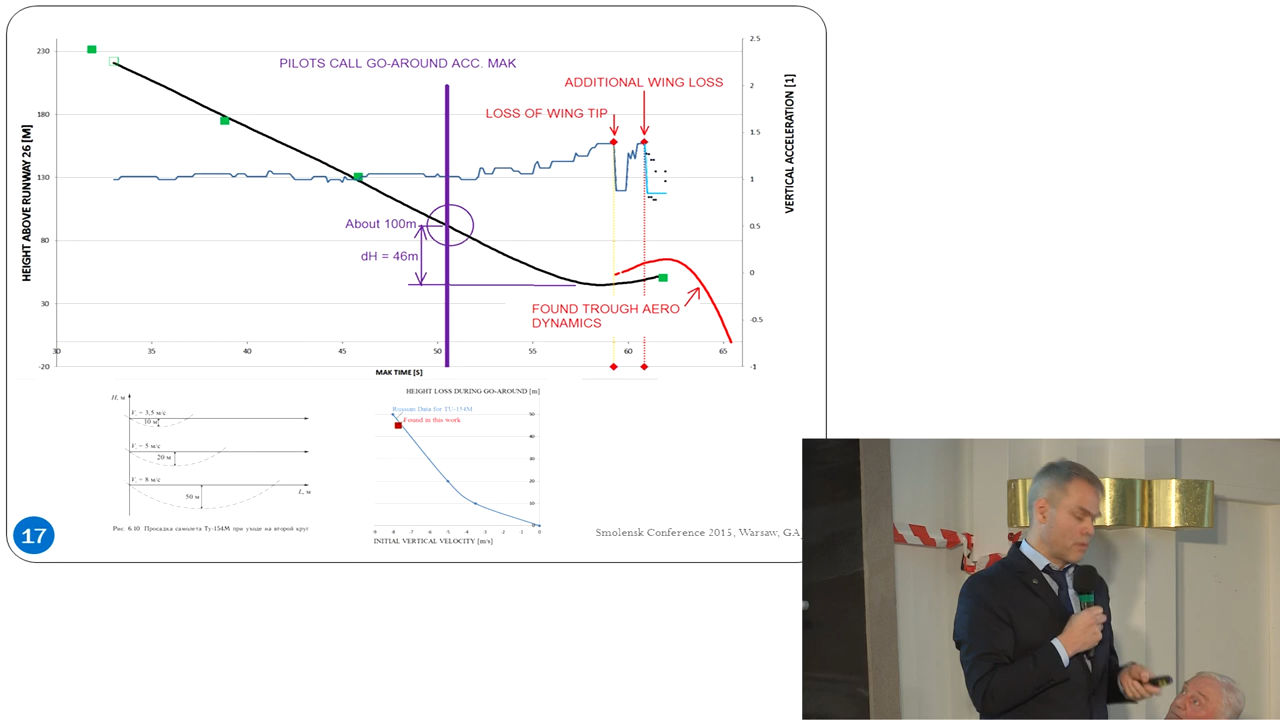 230
180
130
80
30
-20
HEIGHT ABOVE RUNWAY 26 [M]
PILOTS CALL GO-AROUND ACC. MAK
ADDITIONAL WING LOSS
LOSS OF WING TIP
About 100m
dH = 46m
FOUND TROUGH AERO
DYNAMICS
2.5
2
1.5
1
0.5
0
-0.5
-1
VERTICAL ACCELERATION [1]
30 35 40 45 50 55 60 65
MAK TIME [S]
H, м
V = 3,5 м/с
10 м
V = 5 м/с
20 м
V = 8 м/с
50 м
L, м
Рис. 6.10 Просадка самолета Ту-154М при уходе на второй круг
HEIGHT LOSS DURING GO-AROUND [m]
Russian Data for TU-154M
Found in this work
50
40
30
20
10
0
-8 -7 -6 -5 -4 -3 -2 -1 0
INITIAL VERTICAL VELOCITY [m/s]
17
Smolensk Conference 2015, Warsaw, GA